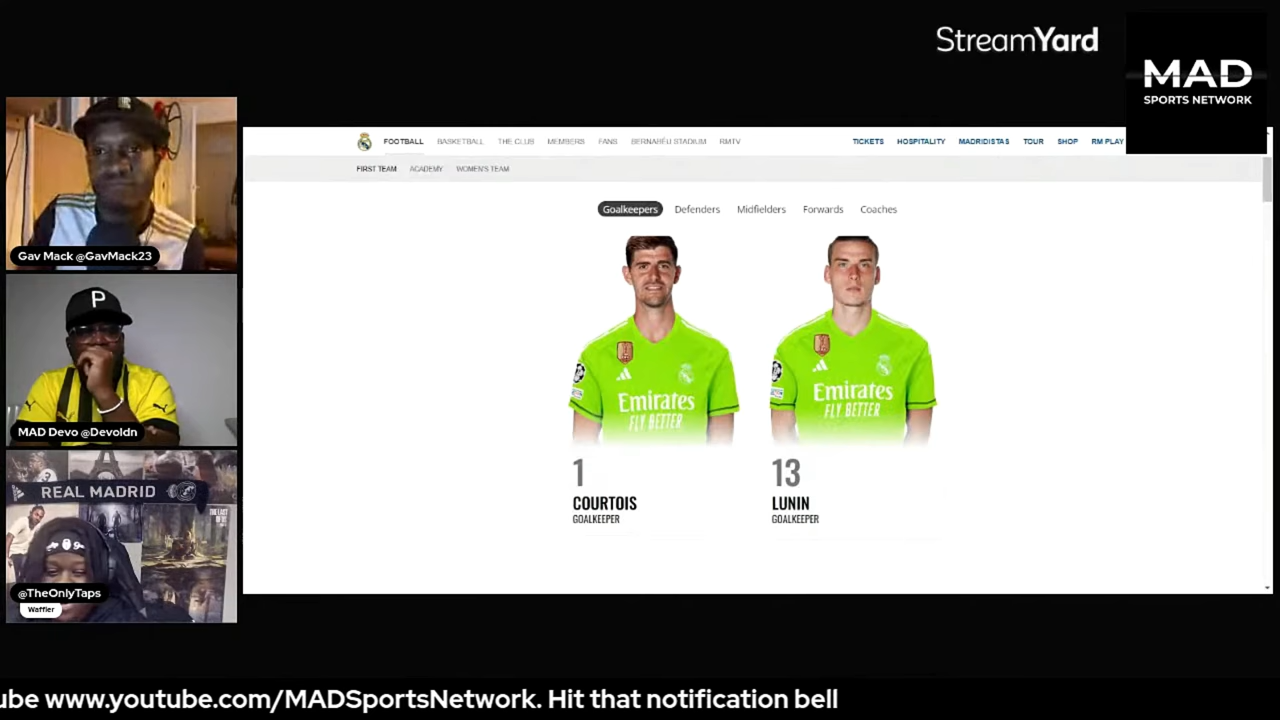 StreamYard
MAD
SPORTS NETWORK
FOOTBALL BASKETBALL THE CLUB MEMBERS FANS BERNABÉU STADIUM RMTV TICKETS HOSPITALITY MADRIDISTAS TOUR SHOP RM PLAY
FIRST TEAM ACADEMY WOMEN'S TEAM
Goalkeepers Defenders Midfielders Forwards Coaches
Gav Mack @GavMack23
P
MAD Devo @Devoldn
REAL MADRID
@TheOnlyTaps
Waffler
Emirates
FLY BETTER
Emirates
FLY BETTER
1
COURTOIS
GOALKEEPER
13
LUNIN
GOALKEEPER
ube www.youtube.com/MADSportsNetwork. Hit that notification bell